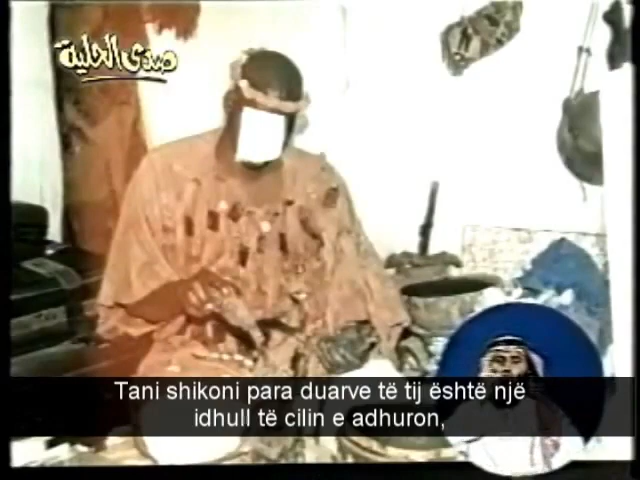 صدى الحلية
Tani shikoni para duarve të tij është një
idhull të cilin e adhuron,